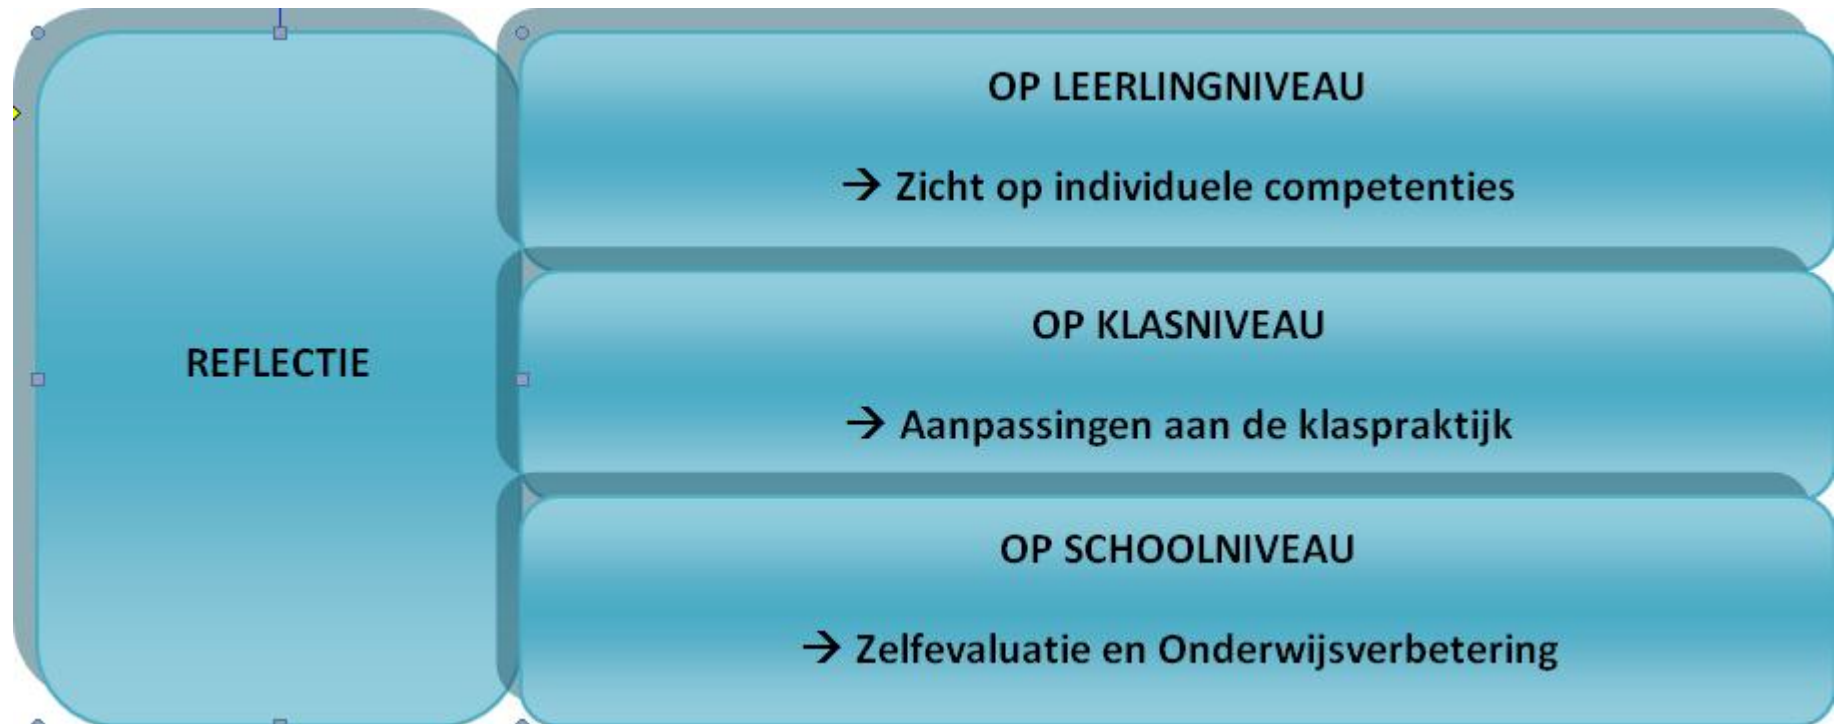 REFLECTIE
OP LEERLINGNIVEAU
→ Zicht op individuele competenties
OP KLASNIVEAU
→ Aanpassingen aan de klaspraktijk
OP SCHOOLNIVEAU
→ Zelfevaluatie en Onderwijsverbetering